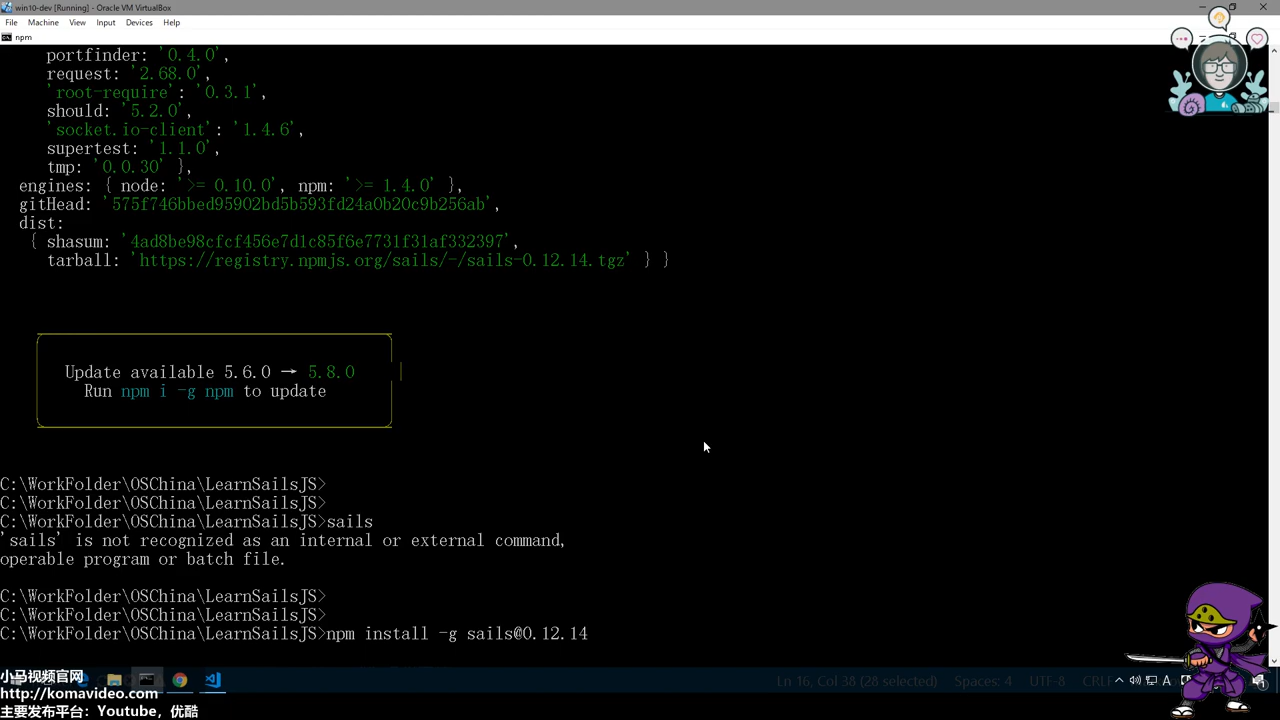 win10-dev [Running] - Oracle VM VirtualBox
File Machine View Input Devices Help
npm
portfinder: '0.4.0',
request: '2.68.0',
'root-require': '0.3.1',
should: '5.2.0',
'socket.io-client': '1.4.6',
supertest: '1.1.0',
tmp: '0.0.30' },
engines: { node: '>= 0.10.0', npm: '>= 1.4.0' },
gitHead: '575f746bbed95902bd5b593fd24a0b20c9b256ab',
dist:
{ shasum: '4ad8be98cfcf456e7d1c85f6e7731f31af332397',
tarball: 'https://registry.npmjs.org/sails/-/sails-0.12.14.tgz' } }
Update available 5.6.0 → 5.8.0
Run npm i -g npm to update
C:\WorkFolder\OSChina\LearnSailsJS>
C:\WorkFolder\OSChina\LearnSailsJS>
C:\WorkFolder\OSChina\LearnSailsJS>sails
'sails' is not recognized as an internal or external command,
operable program or batch file.
C:\WorkFolder\OSChina\LearnSailsJS>
C:\WorkFolder\OSChina\LearnSailsJS>
C:\WorkFolder\OSChina\LearnSailsJS>npm install -g sails@0.12.14
小马视频官网
http://komavideo.com
主要发布平台：Youtube，优酷
Ln 16, Col 38 (28 selected) Spaces: 4 UTF-8 CRLF
A